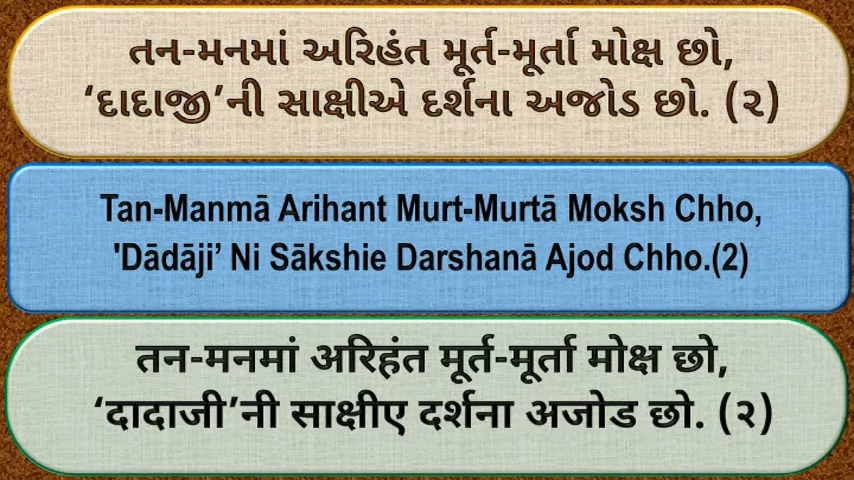 તન-મનમાં અરિહંત મૂર્ત-મૂર્તા મોક્ષ છો,
‘દાદાજી’ની સાક્ષીએ દર્શના અજોડ છો. (૨)
Tan-Manmā Arihant Murt-Murtā Moksh Chho,
'Dādāji’ Ni Sākshie Darshanā Ajod Chho.(2)
तन-मनमां अरिहंत मूर्त-मूर्ता मोक्ष छो,
‘दादाजी’नी साक्षीए दर्शना अजोड छो. (२)